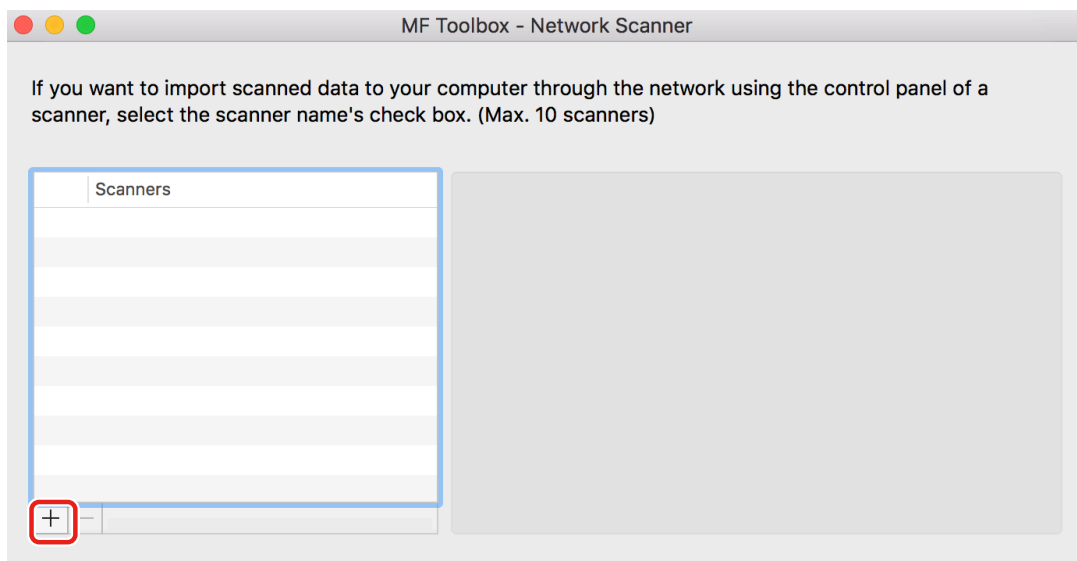 MF Toolbox - Network Scanner
If you want to import scanned data to your computer through the network using the control panel of a
scanner, select the scanner name's check box. (Max. 10 scanners)
Scanners
+ −